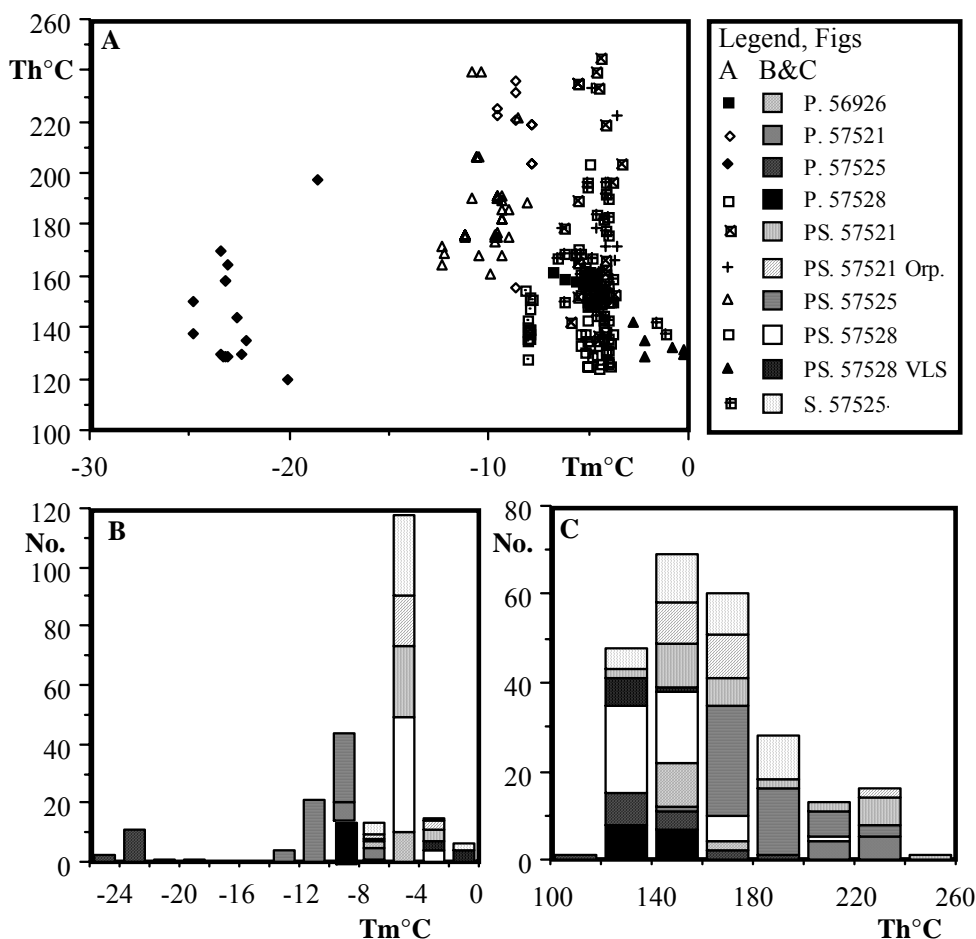 A
Th°C
260
240
220
200
180
160
140
120
100
-30
-20
-10
0
Tm°C
Legend, Figs
A B&C
P. 56926
P. 57521
P. 57525
P. 57528
PS. 57521
PS. 57521 Orp.
PS. 57525
PS. 57528
PS. 57528 VLS
S. 57525.
B
No.
120
100
80
60
40
20
0
-24
-20
-16
-12
-8
-4
0
Tm°C
C
No.
80
60
40
20
0
100
140
180
220
260
Th°C